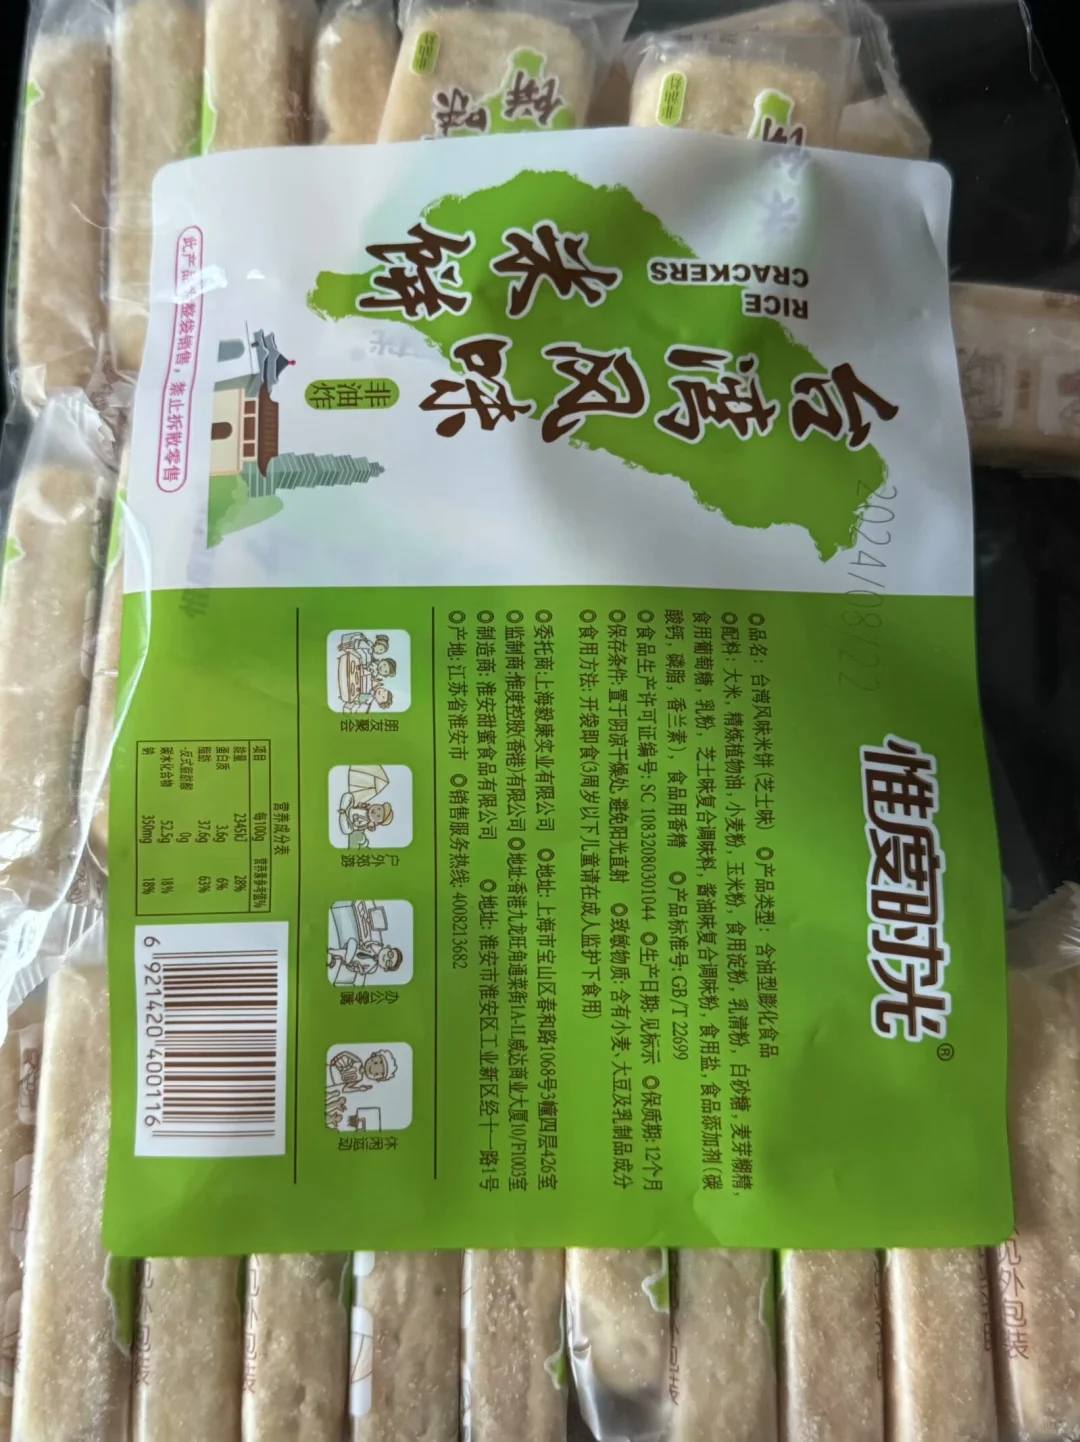 台湾风味
米饼
RICE
CRACKERS
非油炸
整袋销售，禁止拆散零售
2024/08/22
惟度时光®
◎品名：台湾风味米饼(芝士味) ◎产品类型：含油型膨化食品
◎配料：大米，精炼植物油，小麦粉，玉米粉，食用淀粉，乳清粉，白砂糖，麦芽糊精，
食用葡萄糖，乳粉，芝士味复合调味料，酱油味复合调味粉，食用盐，食品添加剂(碳
酸钙，磷脂，香兰素)，食品用香精 ◎产品标准号：GB/T 22699
◎食品生产许可证编号：SC10832080301044 ◎生产日期：见标示 ◎保质期：12个月
◎保存条件：置于阴凉干燥处，避免阳光直射 ◎致敏物质：含有小麦、大豆及乳制品成分
◎食用方法：开袋即食(3周岁以下儿童请在成人监护下食用)
◎委托商：上海毅康实业有限公司 ◎地址：上海市宝山区春和路1068号3幢四层426室
◎监制商：惟度控股(香港)有限公司 ◎地址：香港九龙旺角通菜街1A-1L威达商业大厦10/F1003室
◎制造商：淮安甜蜜食品有限公司 ◎地址：淮安市淮安区工业新区经十一路1号
◎产地：江苏省淮安市 ◎销售服务热线：4008213682
朋友聚会
户外郊游
办公零嘴
休闲运动
营养成分表
项目 每100g 营养素参考值%
能量 2345kJ 28%
蛋白质 3.6g 6%
脂肪 37.6g 63%
-反式脂肪酸 0g
碳水化合物 52.5g 18%
钠 350mg 18%
6 921420 400116